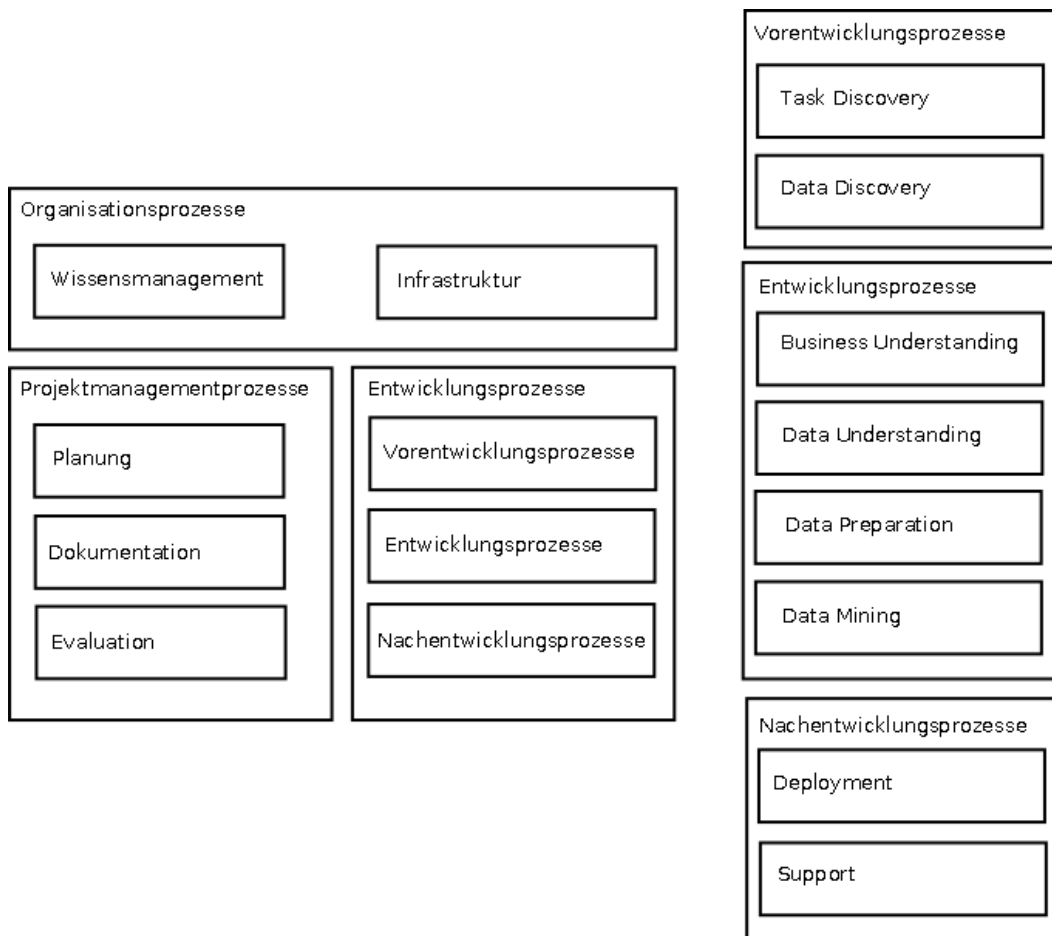 Organisationsprozesse
Wissensmanagement
Infrastruktur
Projektmanagementprozesse
Planung
Dokumentation
Evaluation
Entwicklungsprozesse
Vorentwicklungsprozesse
Entwicklungsprozesse
Nachentwicklungsprozesse
Vorentwicklungsprozesse
Task Discovery
Data Discovery
Entwicklungsprozesse
Business Understanding
Data Understanding
Data Preparation
Data Mining
Nachentwicklungsprozesse
Deployment
Support